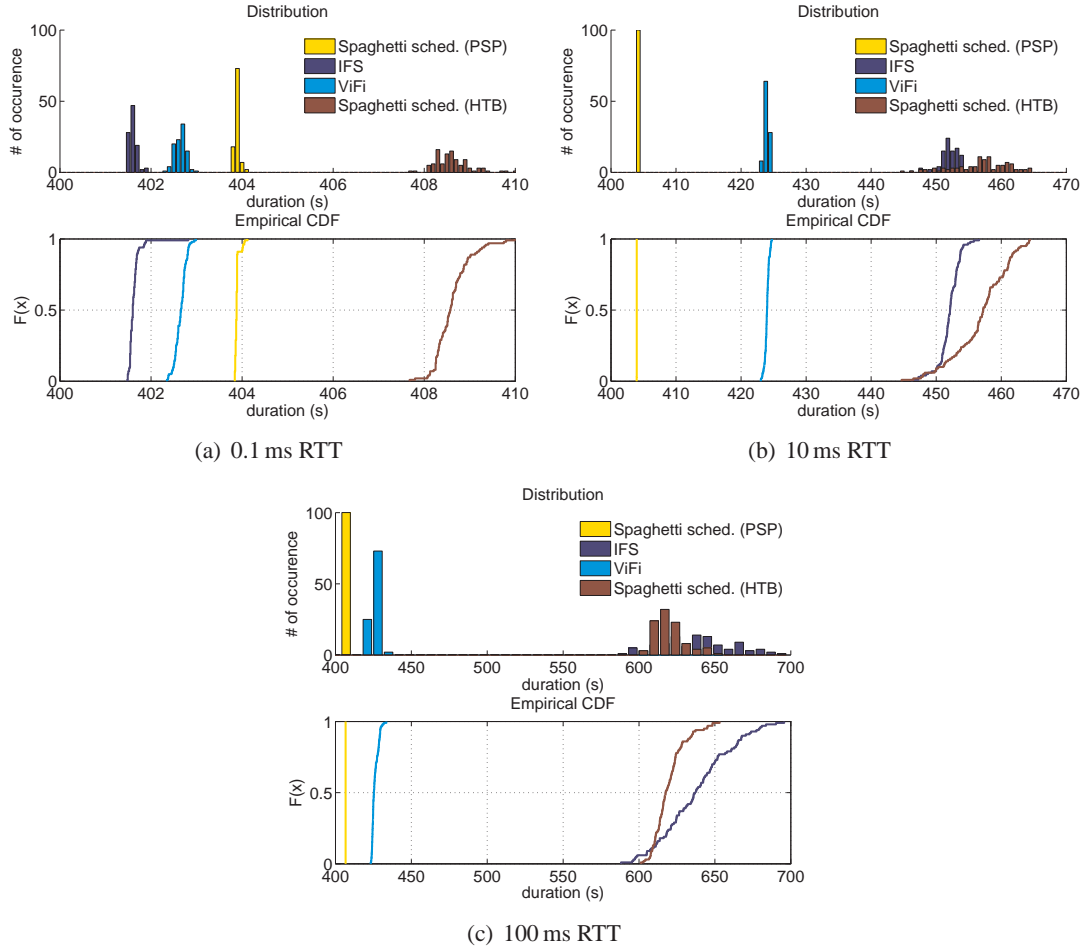 Distribution
100
50
0
# of occurence
Spaghetti sched. (PSP)
IFS
ViFi
Spaghetti sched. (HTB)
400 402 404 406 408 410
duration (s)
Empirical CDF
1
0.5
0
F(x)
400 402 404 406 408 410
duration (s)
(a) 0.1 ms RTT
Distribution
100
50
0
# of occurence
Spaghetti sched. (PSP)
IFS
ViFi
Spaghetti sched. (HTB)
400 410 420 430 440 450 460 470
duration (s)
Empirical CDF
1
0.5
0
F(x)
400 410 420 430 440 450 460 470
duration (s)
(b) 10 ms RTT
Distribution
100
50
0
# of occurence
Spaghetti sched. (PSP)
IFS
ViFi
Spaghetti sched. (HTB)
400 450 500 550 600 650 700
duration (s)
Empirical CDF
1
0.5
0
F(x)
400 450 500 550 600 650 700
duration (s)
(c) 100 ms RTT